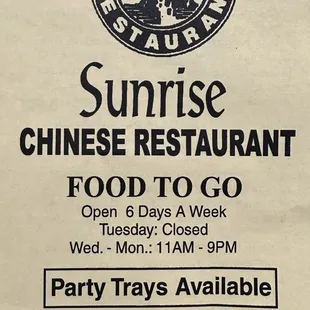 RESTAURANT
Sunrise
CHINESE RESTAURANT
FOOD TO GO
Open 6 Days A Week
Tuesday: Closed
Wed. - Mon.: 11AM - 9PM
Party Trays Available